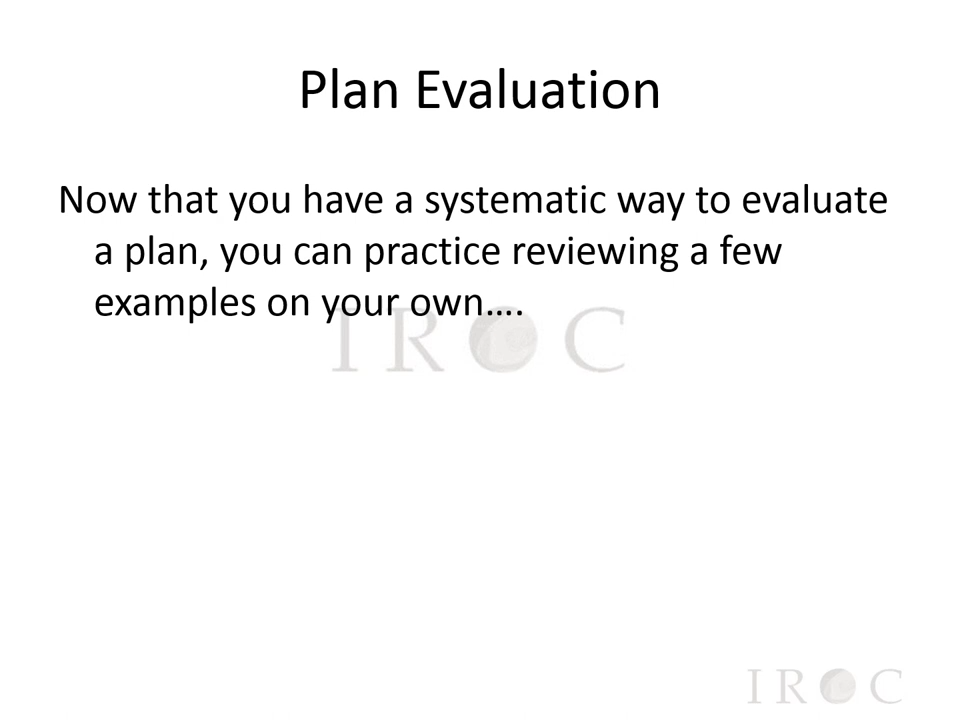 Plan Evaluation
Now that you have a systematic way to evaluate
a plan, you can practice reviewing a few
examples on your own….
IROC
IROC